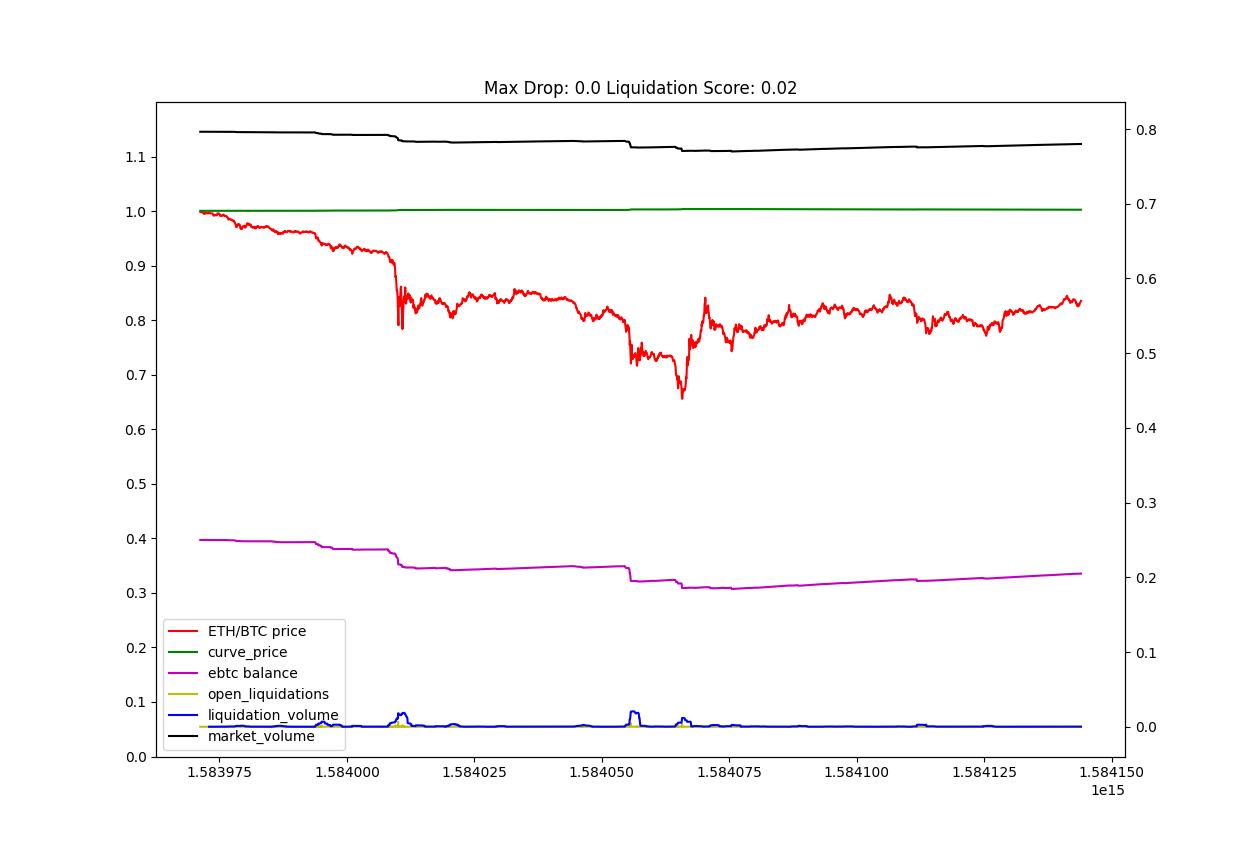 Max Drop: 0.0 Liquidation Score: 0.02
1.1
1.0
0.9
0.8
0.7
0.6
0.5
0.4
0.3
0.2
0.1
0.0
0.8
0.7
0.6
0.5
0.4
0.3
0.2
0.1
0.0
ETH/BTC price
curve_price
ebtc balance
open_liquidations
liquidation_volume
market_volume
1.583975 1.584000 1.584025 1.584050 1.584075 1.584100 1.584125 1.584150
1e15